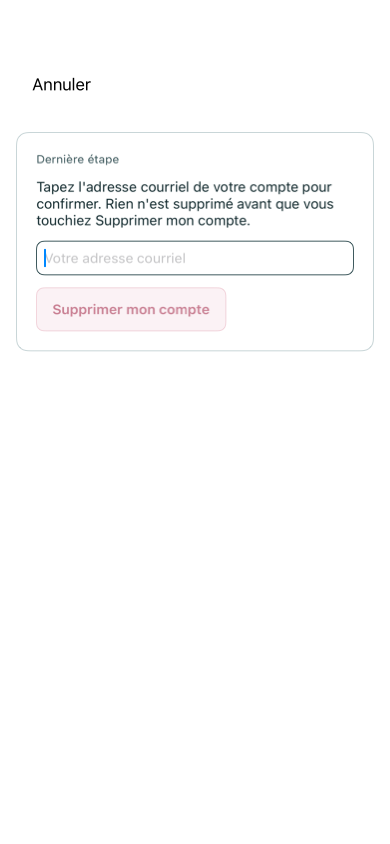 Annuler
Dernière étape
Tapez l'adresse courriel de votre compte pour
confirmer. Rien n'est supprimé avant que vous
touchiez Supprimer mon compte.
Votre adresse courriel
Supprimer mon compte